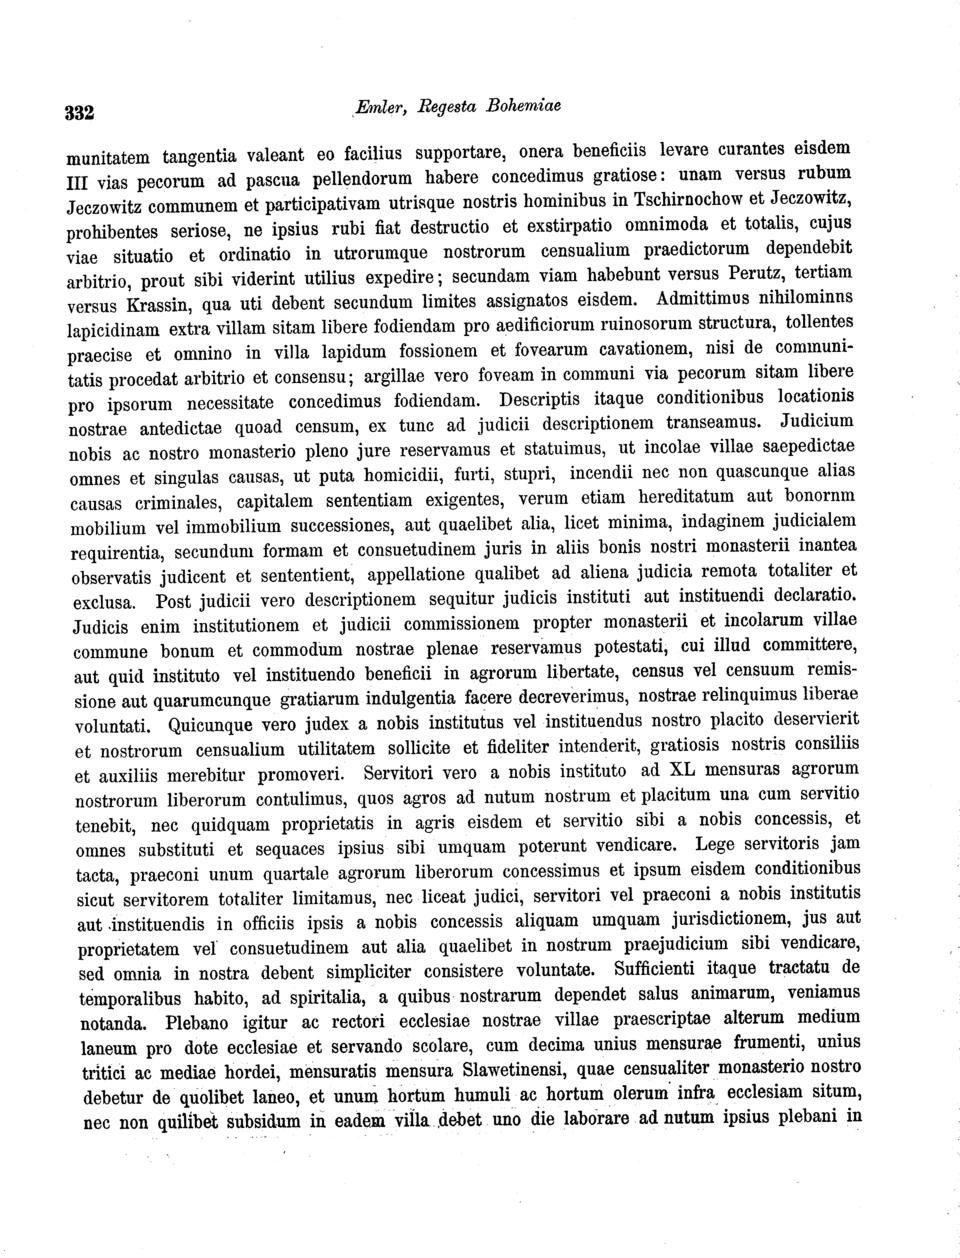 332
Emler, Regesta Bohemiae
munitatem tangentia valeant eo facilius supportare, onera beneficiis levare curantes eisdem
III vias pecorum ad pascua pellendorum habere concedimus gratiose: unam versus rubum
Jeczowitz communem et participativam utrisque nostris hominibus in Tschirnochow et Jeczowitz,
prohibentes seriose, ne ipsius rubi fiat destructio et exstirpatio omnimoda et totalis, cujus
viae situatio et ordinatio in utrorumque nostrorum censualium praedictorum dependebit
arbitrio, prout sibi viderint utilius expedire; secundam viam habebunt versus Perutz, tertiam
versus Krassin, qua uti debent secundum limites assignatos eisdem. Admittimus nihilominns
lapicidinam extra villam sitam libere fodiendam pro aedificiorum ruinosorum structura, tollentes
praecise et omnino in villa lapidum fossionem et fovearum cavationem, nisi de communi-
tatis procedat arbitrio et consensu; argillae vero foveam in communi via pecorum sitam libere
pro ipsorum necessitate concedimus fodiendam. Descriptis itaque conditionibus locationis
nostrae antedictae quoad censum, ex tunc ad judicii descriptionem transeamus. Judicium
nobis ac nostro monasterio pleno jure reservamus et statuimus, ut incolae villae saepedictae
omnes et singulas causas, ut puta homicidii, furti, stupri, incendii nec non quascunque alias
causas criminales, capitalem sententiam exigentes, verum etiam hereditatum aut bonornm
mobilium vel immobilium successiones, aut quaelibet alia, licet minima, indaginem judicialem
requirentia, secundum formam et consuetudinem juris in aliis bonis nostri monasterii inantea
observatis judicent et sententient, appellatione qualibet ad aliena judicia remota totaliter et
exclusa. Post judicii vero descriptionem sequitur judicis instituti aut instituendi declaratio.
Judicis enim institutionem et judicii commissionem propter monasterii et incolarum villae
commune bonum et commodum nostrae plenae reservamus potestati, cui illud committere,
aut quid instituto vel instituendo beneficii in agrorum libertate, census vel censuum remis-
sione aut quarumcunque gratiarum indulgentia facere decreverimus, nostrae relinquimus liberae
voluntati. Quicunque vero judex a nobis institutus vel instituendus nostro placito deservierit
et nostrorum censualium utilitatem sollicite et fideliter intenderit, gratiosis nostris consiliis
et auxiliis merebitur promoveri. Servitori vero a nobis instituto ad XL mensuras agrorum
nostrorum liberorum contulimus, quos agros ad nutum nostrum et placitum una cum servitio
tenebit, nec quidquam proprietatis in agris eisdem et servitio sibi a nobis concessis, et
omnes substituti et sequaces ipsius sibi umquam poterunt vendicare. Lege servitoris jam
tacta, praeconi unum quartale agrorum liberorum concessimus et ipsum eisdem conditionibus
sicut servitorem totaliter limitamus, nec liceat judici, servitori vel praeconi a nobis institutis
aut instituendis in officiis ipsis a nobis concessis aliquam umquam jurisdictionem, jus aut
proprietatem vel consuetudinem aut alia quaelibet in nostrum praejudicium sibi vendicare,
sed omnia in nostra debent simpliciter consistere voluntate. Sufficienti itaque tractatu de
temporalibus habito, ad spiritalia, a quibus nostrarum dependet salus animarum, veniamus
notanda. Plebano igitur ac rectori ecclesiae nostrae villae praescriptae alterum medium
laneum pro dote ecclesiae et servando scolare, cum decima unius mensurae frumenti, unius
tritici ac mediae hordei, mensuratis mensura Slawetinensi, quae censualiter monasterio nostro
debetur de quolibet laneo, et unum hortum humuli ac hortum olerum infra ecclesiam situm,
nec non quilibet subsidum in eadem villa debet uno die laborare ad nutum ipsius plebani in